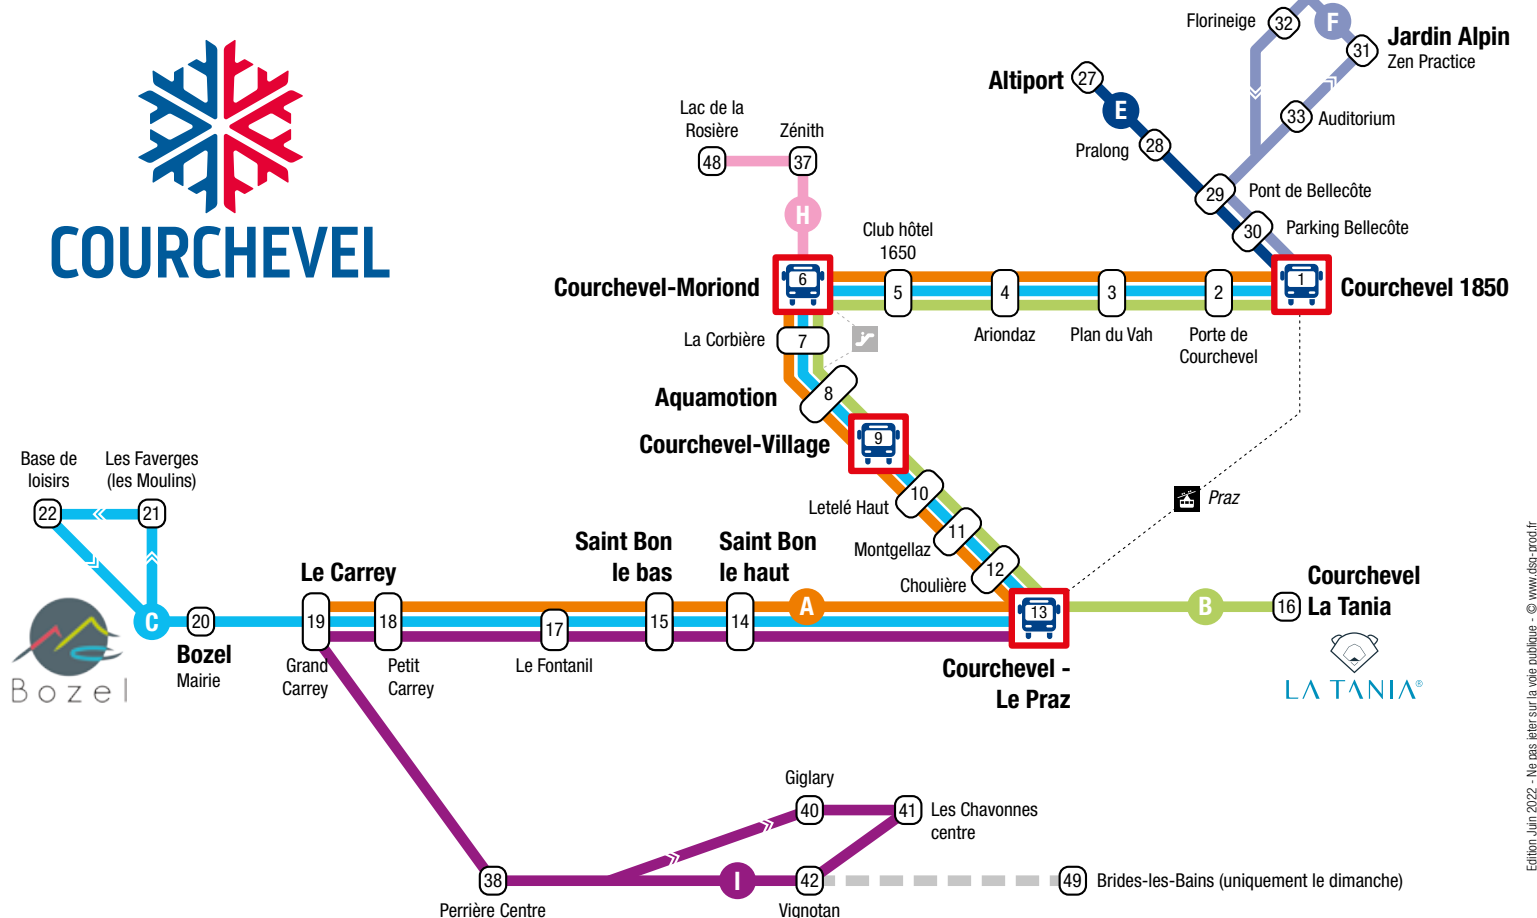 Florineige
32
F
31
Jardin Alpin
Zen Practice
Altiport
27
E
33
Auditorium
Pralong
28
29
Pont de Bellecôte
30
Parking Bellecôte
Lac de la
Rosière
48
Zénith
37
H
COURCHEVEL
Courchevel-Moriond
6
Club hôtel
1650
5
4
Ariondaz
3
Plan du Vah
2
Porte de
Courchevel
1
Courchevel 1850
La Corbière
7
Aquamotion
8
Courchevel-Village
9
Letelé Haut
10
Montgellaz
11
Choulière
12
Praz
Base de
loisirs
22
Les Faverges
(les Moulins)
21
C
20
Bozel
Mairie
Bozel
Le Carrey
19
Grand
Carrey
18
Petit
Carrey
17
Le Fontanil
Saint Bon
le bas
15
Saint Bon
le haut
14
A
13
Courchevel -
Le Praz
B
16
Courchevel
La Tania
LA TANIA®
38
Perrière Centre
I
Giglary
40
41
Les Chavonnes
centre
42
Vignotan
49
Brides-les-Bains (uniquement le dimanche)
Edition Juin 2022 - Ne pas jeter sur la voie publique - © www.dsg-prod.fr